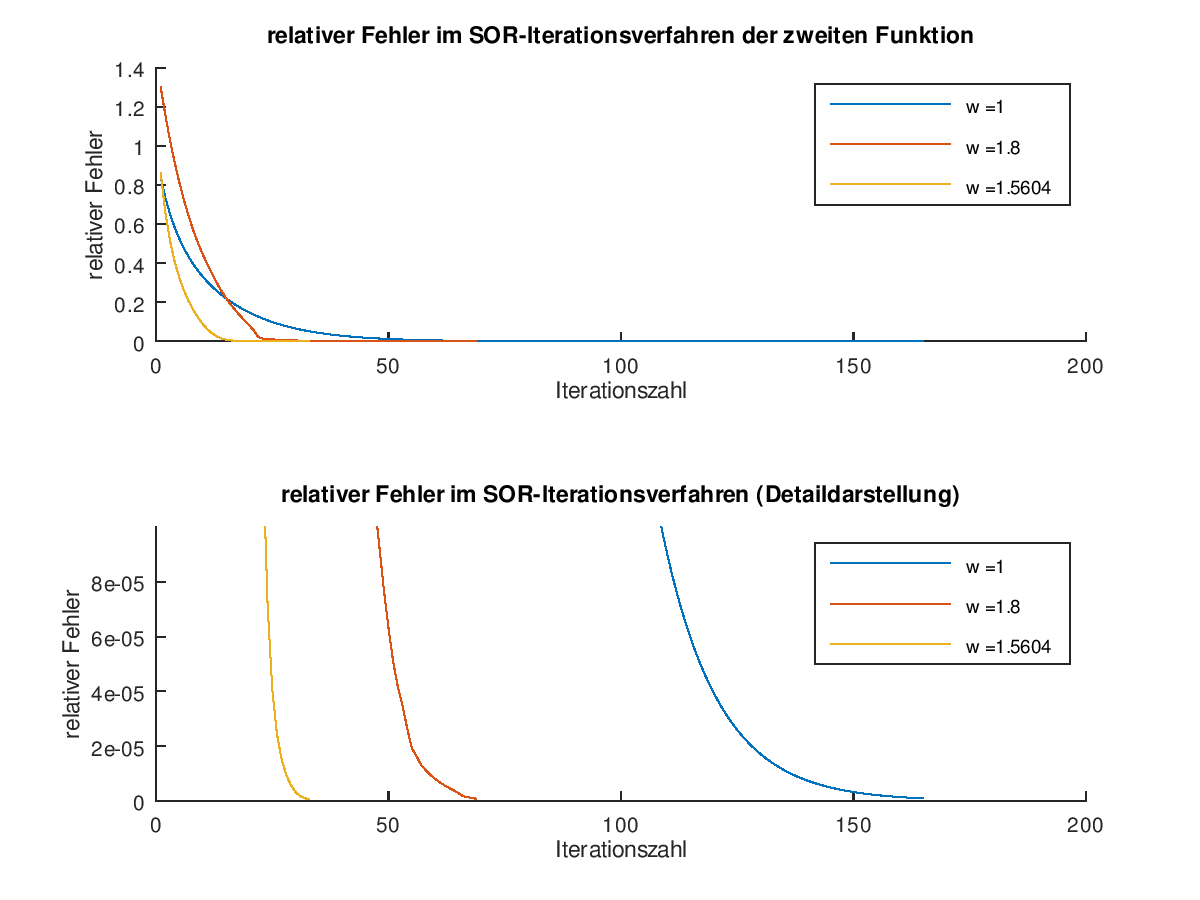 relativer Fehler im SOR-Iterationsverfahren der zweiten Funktion
1.4
1.2
1
0.8
0.6
0.4
0.2
0
relativer Fehler
w =1
w =1.8
w =1.5604
0 50 100 150 200
Iterationszahl
relativer Fehler im SOR-Iterationsverfahren (Detaildarstellung)
8e-05
6e-05
4e-05
2e-05
0
relativer Fehler
w =1
w =1.8
w =1.5604
0 50 100 150 200
Iterationszahl